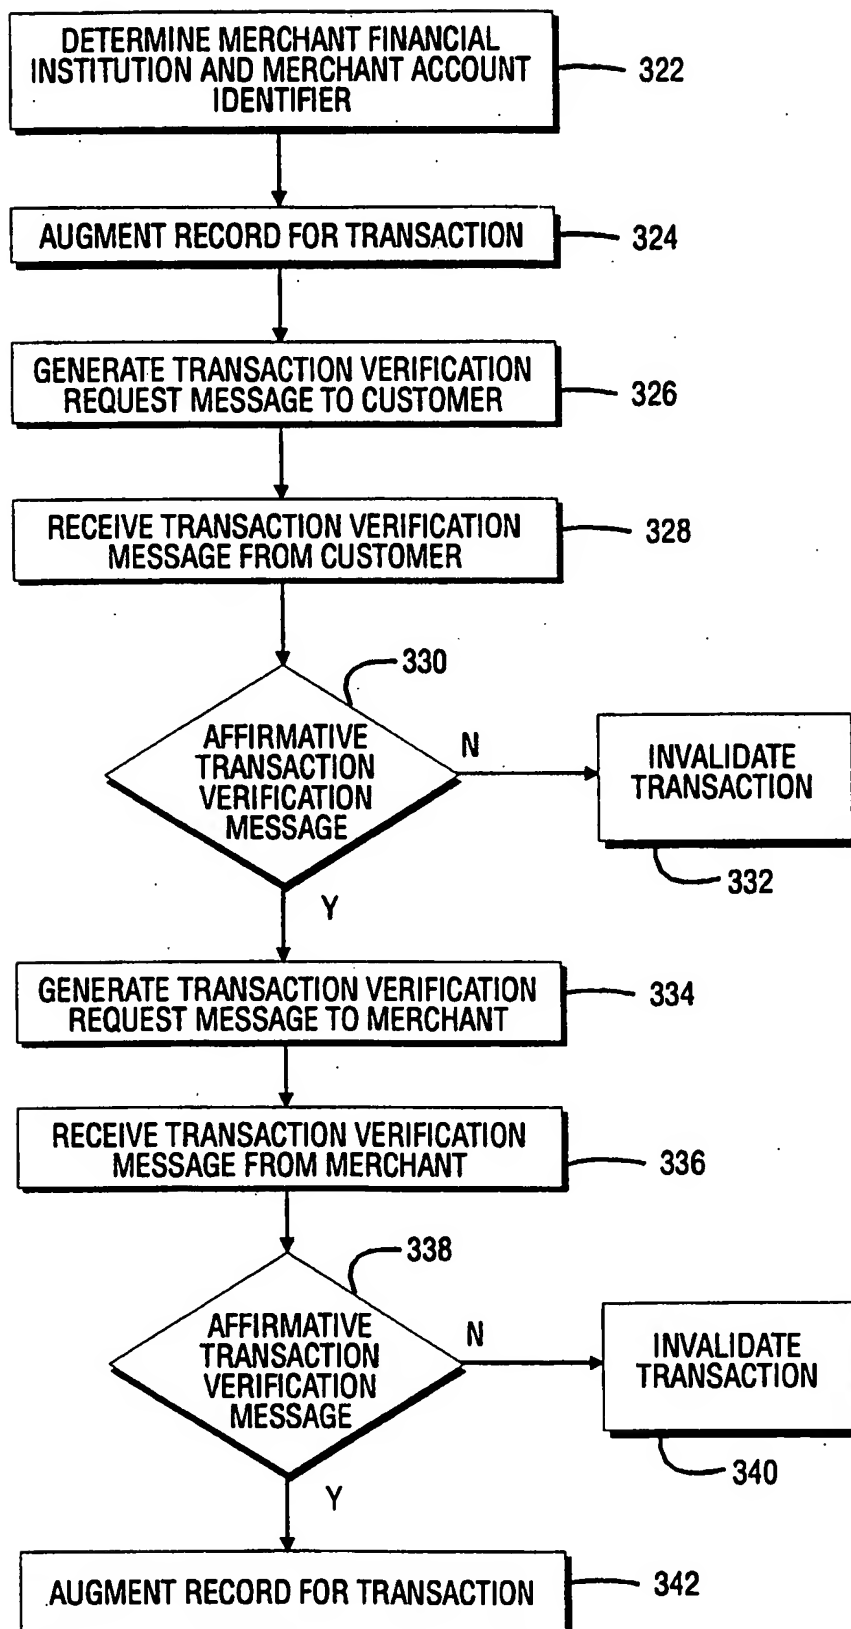 DETERMINE MERCHANT FINANCIAL
INSTITUTION AND MERCHANT ACCOUNT
IDENTIFIER
322
AUGMENT RECORD FOR TRANSACTION
324
GENERATE TRANSACTION VERIFICATION
REQUEST MESSAGE TO CUSTOMER
326
RECEIVE TRANSACTION VERIFICATION
MESSAGE FROM CUSTOMER
328
330
AFFIRMATIVE
TRANSACTION
VERIFICATION
MESSAGE
N
INVALIDATE
TRANSACTION
332
Y
GENERATE TRANSACTION VERIFICATION
REQUEST MESSAGE TO MERCHANT
334
RECEIVE TRANSACTION VERIFICATION
MESSAGE FROM MERCHANT
336
338
AFFIRMATIVE
TRANSACTION
VERIFICATION
MESSAGE
N
INVALIDATE
TRANSACTION
340
Y
AUGMENT RECORD FOR TRANSACTION
342